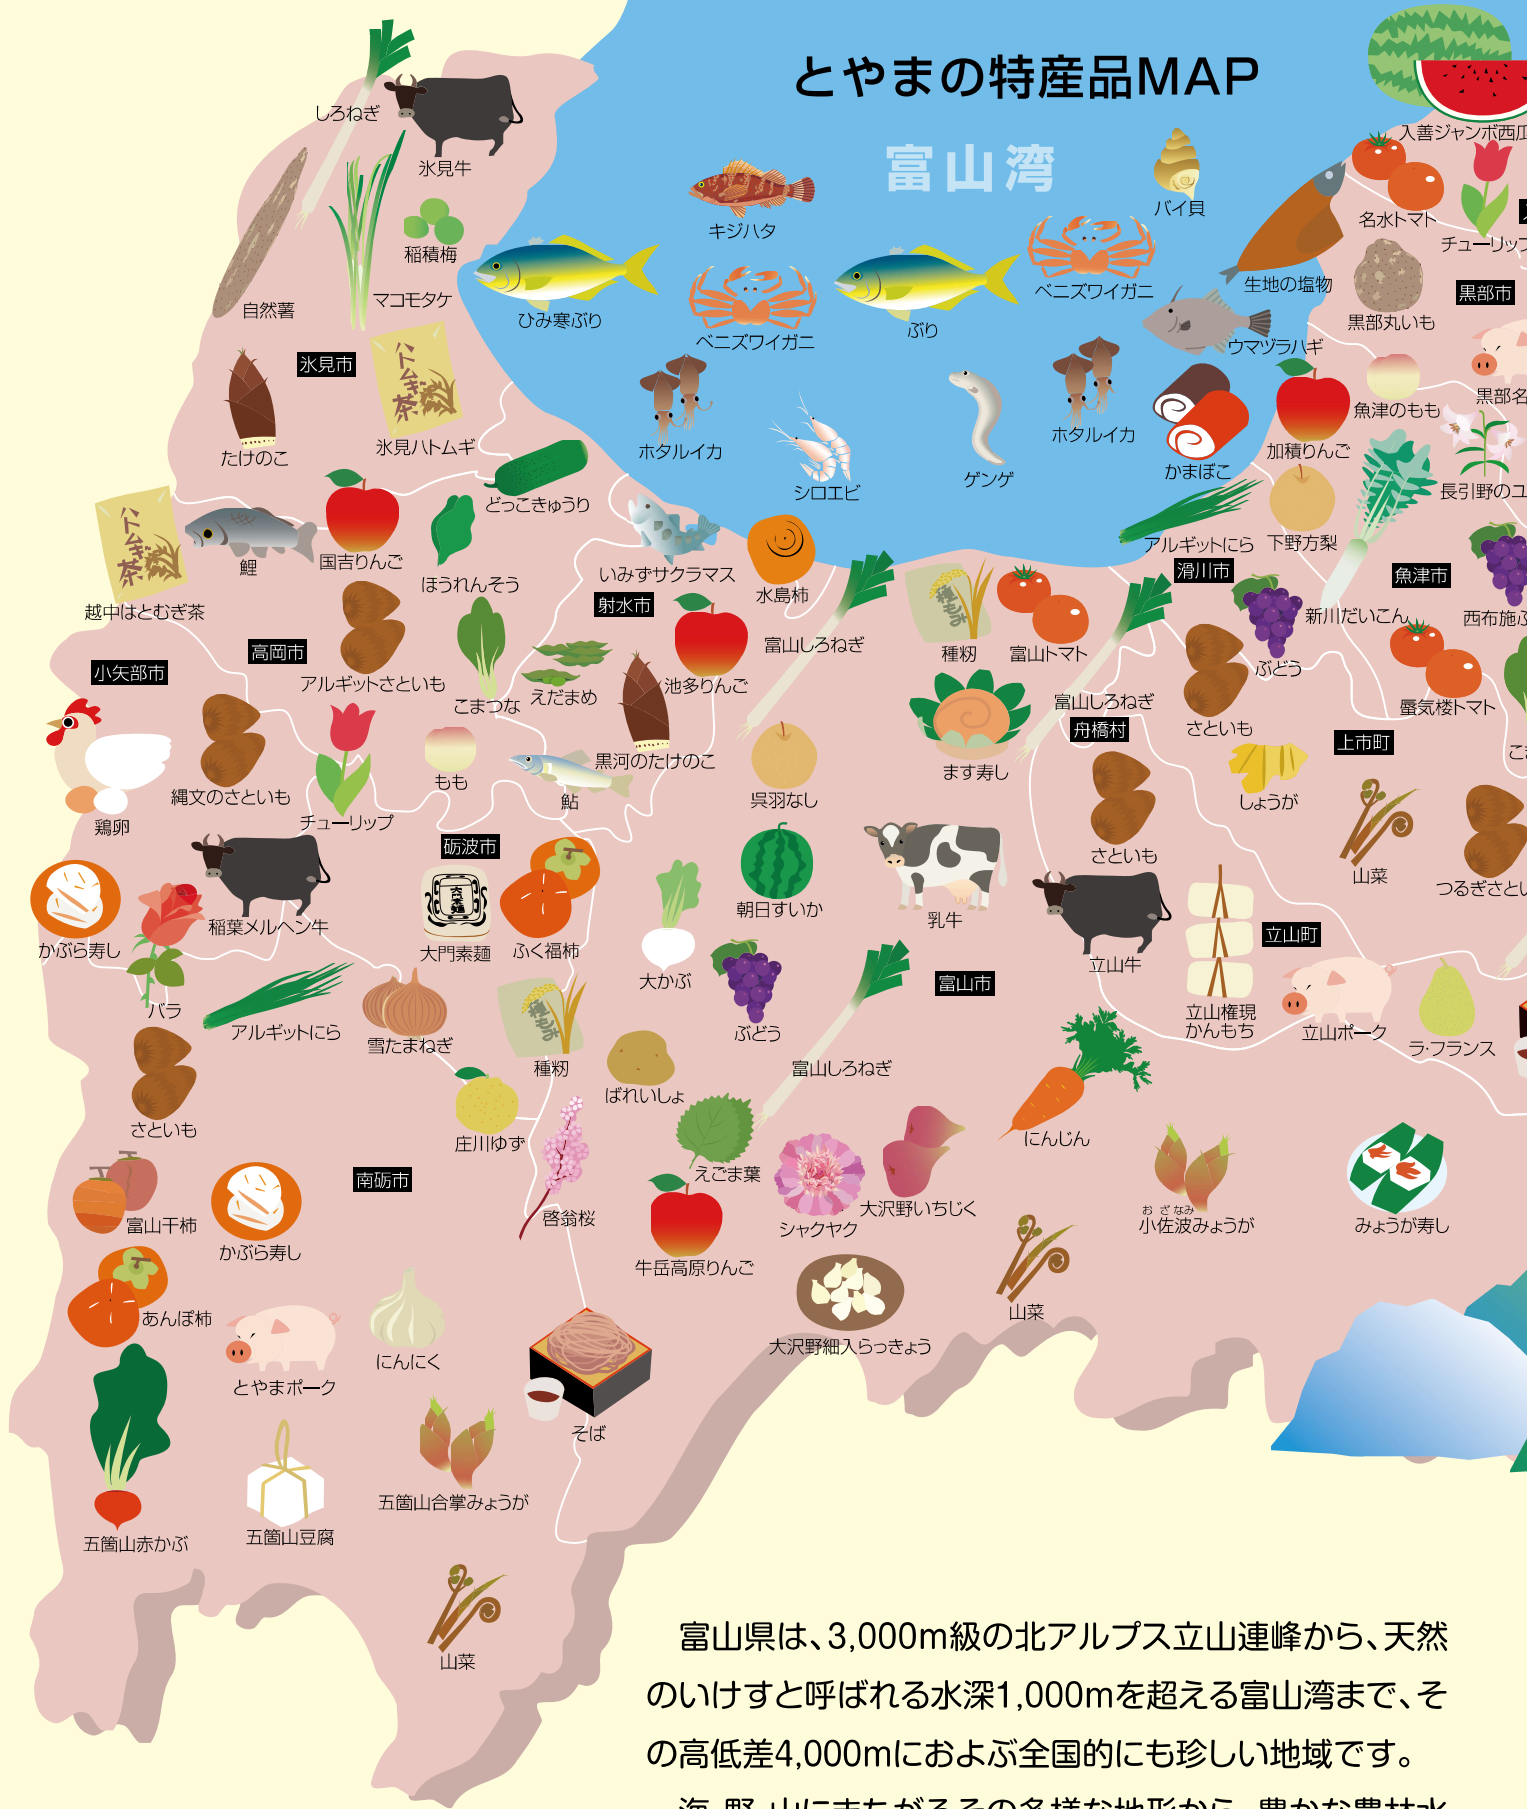 とやまの特産品MAP
富山湾
しろねぎ
氷見牛
稲積梅
自然薯
マコモタケ
氷見市
たけのこ
氷見ハトムギ
ハトムギ茶
キジハタ
ひみ寒ぶり
ベニズワイガニ
ホタルイカ
シロエビ
ぶり
ベニズワイガニ
バイ貝
ゲンゲ
ホタルイカ
生地の塩物
ウマヅラハギ
かまぼこ
入善ジャンボ西瓜
名水トマト
チューリップ
黒部丸いも
黒部市
黒部名
魚津のもも
加積りんご
長引野のユ
アルギットにら
下野方梨
滑川市
魚津市
新川だいこん
西布施ぶ
ぶどう
さといも
蜃気楼トマト
どっこきゅうり
国吉りんご
ほうれんそう
鯉
ハトムギ茶
越中はとむぎ茶
高岡市
アルギットさといも
小矢部市
こまつな
えだまめ
いみずサクラマス
射水市
水島柿
池多りんご
富山しろねぎ
黒河のたけのこ
種もみ
種籾
富山トマト
富山しろねぎ
舟橋村
ます寿し
上市町
しょうが
山菜
さといも
つるぎさとい
鶏卵
縄文のさといも
チューリップ
もも
鮎
呉羽なし
砺波市
朝日すいか
乳牛
かぶら寿し
稲葉メルヘン牛
大門素麺
ふく福柿
大かぶ
ぶどう
富山市
立山牛
立山町
立山権現
かんもち
立山ポーク
ラ・フランス
バラ
アルギットにら
雪たまねぎ
種もみ
種籾
ばれいしょ
富山しろねぎ
さといも
庄川ゆず
にんじん
南砺市
えごま葉
富山干柿
かぶら寿し
啓翁桜
シャクヤク
大沢野いちじく
おざなみ
小佐波みょうが
みょうが寿し
牛岳高原りんご
あんぽ柿
とやまポーク
にんにく
大沢野細入らっきょう
山菜
そば
五箇山合掌みょうが
五箇山赤かぶ
五箇山豆腐
山菜
富山県は、3,000m級の北アルプス立山連峰から、天然
のいけすと呼ばれる水深1,000mを超える富山湾まで、そ
の高低差4,000mにおよぶ全国的にも珍しい地域です。